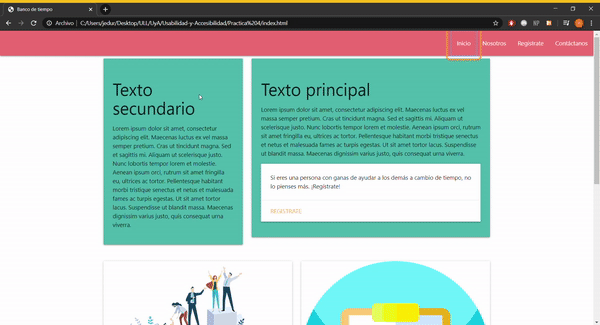 Banco de tiempo
Archivo | C:/Users/jedur/Desktop/ULL/UyA/Usabilidad-y-Accesibilidad/Practica%204/index.html
Inicio Nosotros Regístrate Contáctanos
Texto
secundario
Lorem ipsum dolor sit amet, consectetur
adipiscing elit. Maecenas luctus ex vel massa
semper pretium. Cras ut tincidunt magna. Sed
et sagittis mi. Aliquam ut scelerisque justo.
Nunc lobortis tempor lorem et molestie.
Aenean ipsum orci, rutrum sit amet fringilla
eu, ultrices ac tortor. Pellentesque habitant
morbi tristique senectus et netus et malesuada
fames ac turpis egestas. Ut sit amet tortor
lacus. Suspendisse ut blandit massa. Praesent
dignissim varius justo, quis consequat urna
viverra.
Texto principal
Lorem ipsum dolor sit amet, consectetur adipiscing elit. Maecenas luctus ex vel massa
semper pretium. Cras ut tincidunt magna. Sed et sagittis mi. Aliquam ut
scelerisque justo. Nunc lobortis tempor lorem et molestie. Aenean ipsum orci, rutrum
sit amet fringilla eu, ultrices ac tortor. Pellentesque habitant morbi tristique senectus
et netus et malesuada fames ac turpis egestas. Ut sit amet tortor lacus. Suspendisse
ut blandit massa. Praesent dignissim varius justo, quis consequat urna viverra.
Si eres una persona con ganas de ayudar a los demás a cambio de tiempo, no
lo pienses más. ¡Regístrate!
REGÍSTRATE